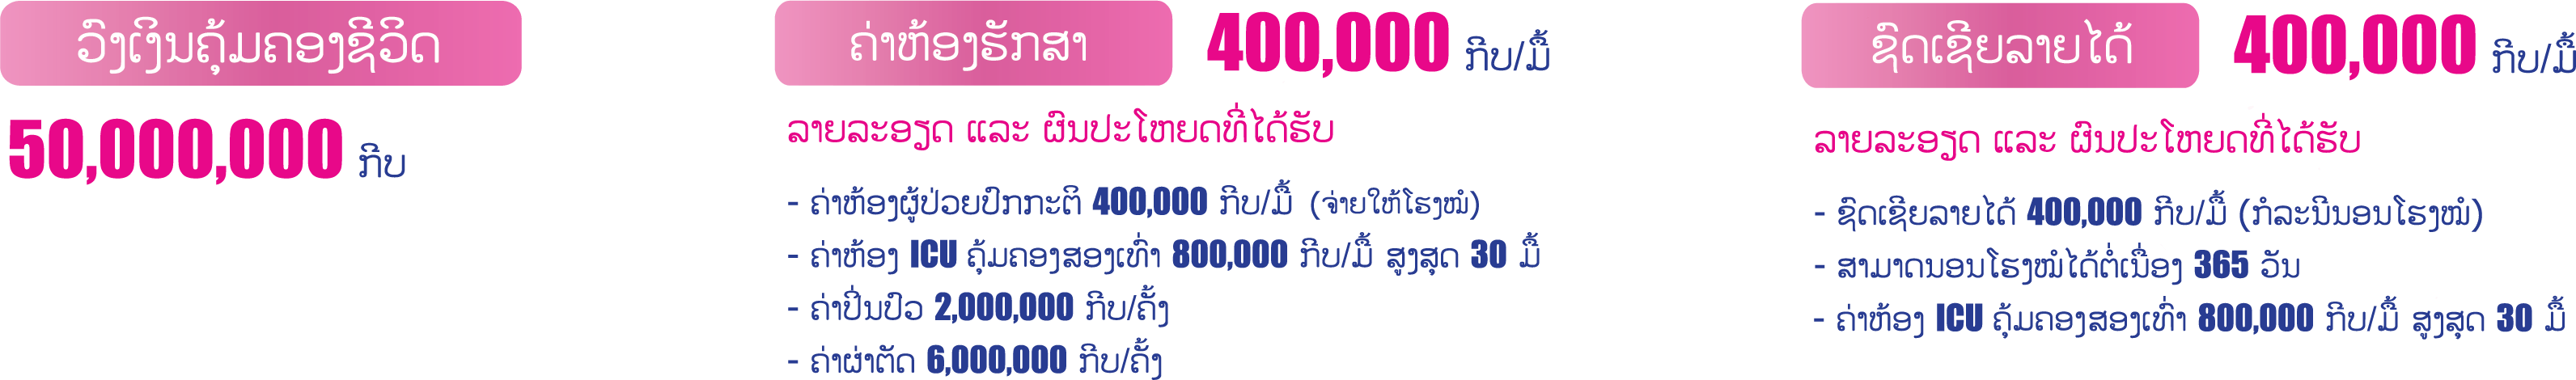 ວົງເງິນຄຸ້ມຄອງຊີວິດ
50,000,000 ກີບ
ຄ່າຫ້ອງຮັກສາ 400,000 ກີບ/ມື້
ລາຍລະອຽດ ແລະ ຜົນປະໂຫຍດທີ່ໄດ້ຮັບ
- ຄ່າຫ້ອງຜູ້ປ່ວຍປົກກະຕິ 400,000 ກີບ/ມື້ (ຈ່າຍໃຫ້ໂຮງໝໍ)
- ຄ່າຫ້ອງ ICU ຄຸ້ມຄອງສອງເທົ່າ 800,000 ກີບ/ມື້ ສູງສຸດ 30 ມື້
- ຄ່າປີ່ນປົວ 2,000,000 ກີບ/ຄັ້ງ
- ຄ່າຜ່າຕັດ 6,000,000 ກີບ/ຄັ້ງ
ຊົດເຊີຍລາຍໄດ້ 400,000 ກີບ/ມື້
ລາຍລະອຽດ ແລະ ຜົນປະໂຫຍດທີ່ໄດ້ຮັບ
- ຊົດເຊີຍລາຍໄດ້ 400,000 ກີບ/ມື້ (ກໍລະນີນອນໂຮງໝໍ)
- ສາມາດນອນໂຮງໝໍໄດ້ຕໍ່ເນື່ອງ 365 ວັນ
- ຄ່າຫ້ອງ ICU ຄຸ້ມຄອງສອງເທົ່າ 800,000 ກີບ/ມື້ ສູງສຸດ 30 ມື້